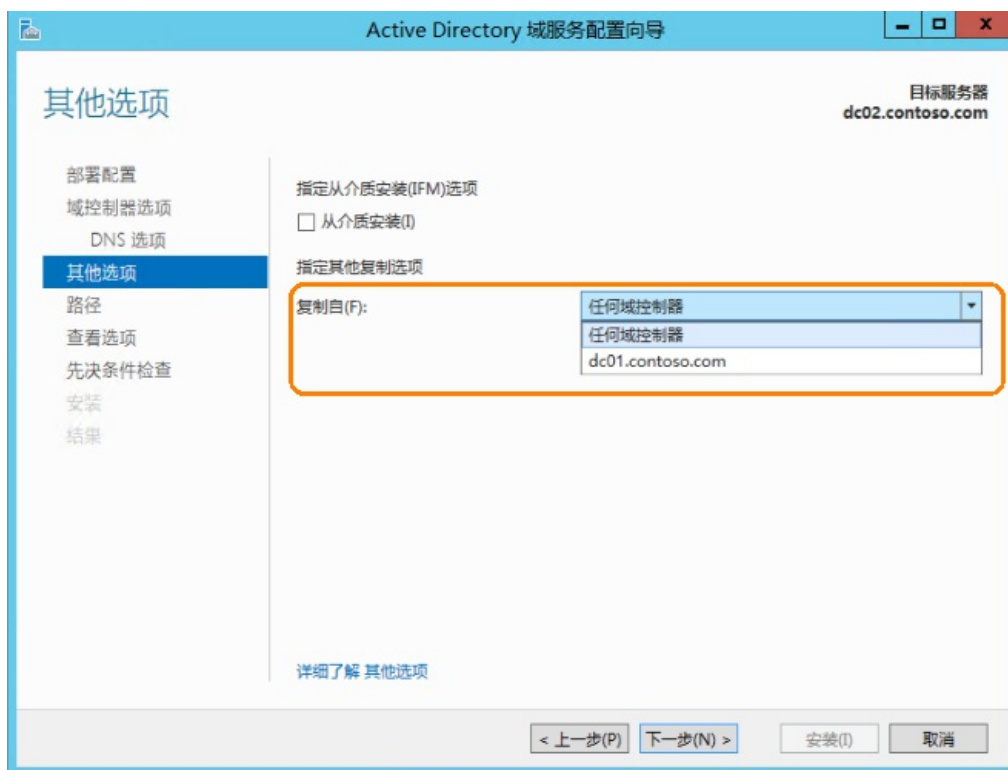 Active Directory 域服务配置向导
其他选项
目标服务器
dc02.contoso.com
部署配置
域控制器选项
DNS 选项
其他选项
路径
查看选项
先决条件检查
安装
结果
指定从介质安装(IFM)选项
从介质安装(I)
指定其他复制选项
复制自(F):
任何域控制器
任何域控制器
dc01.contoso.com
详细了解 其他选项
< 上一步(P)
下一步(N) >
安装(I)
取消